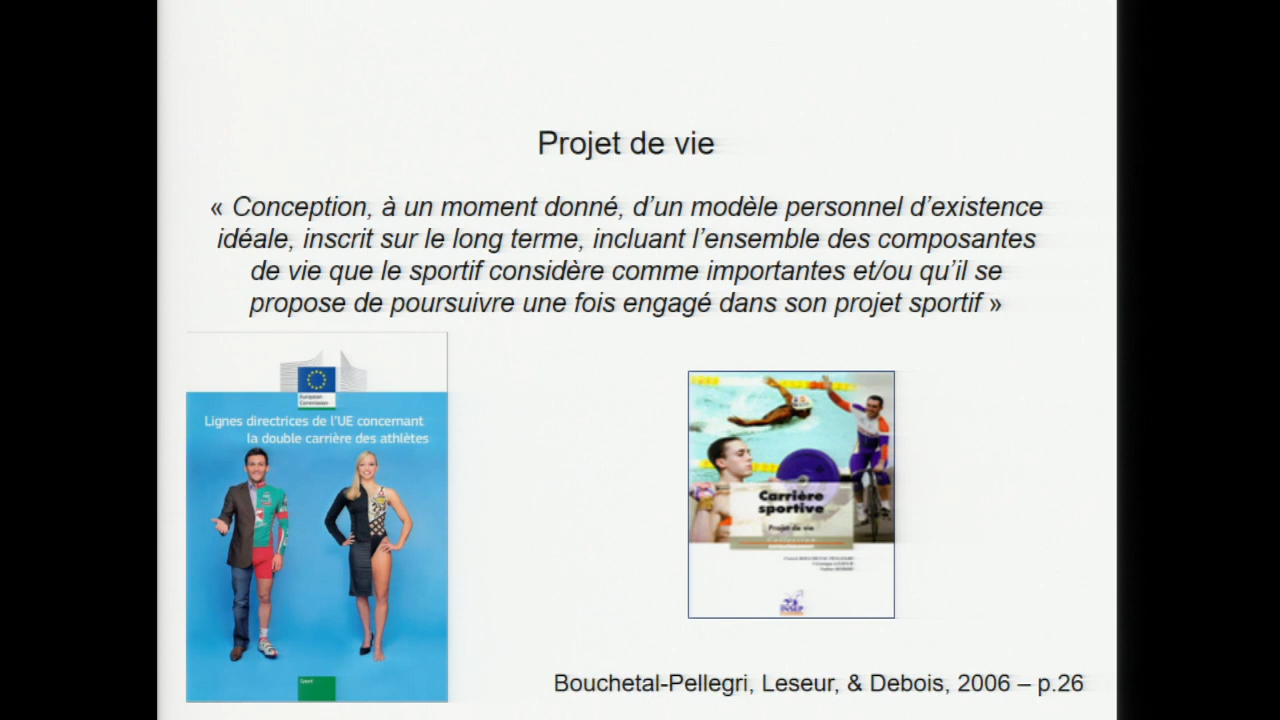 Projet de vie
« Conception, à un moment donné, d'un modèle personnel d'existence
idéale, inscrit sur le long terme, incluant l'ensemble des composantes
de vie que le sportif considère comme importantes et/ou qu'il se
propose de poursuivre une fois engagé dans son projet sportif »
European
Commission
Lignes directrices de l'UE concernant
la double carrière des athlètes
Sport
Carrière
sportive
Projet de vie
INSEP
Bouchetal-Pellegri, Leseur, & Debois, 2006 – p.26